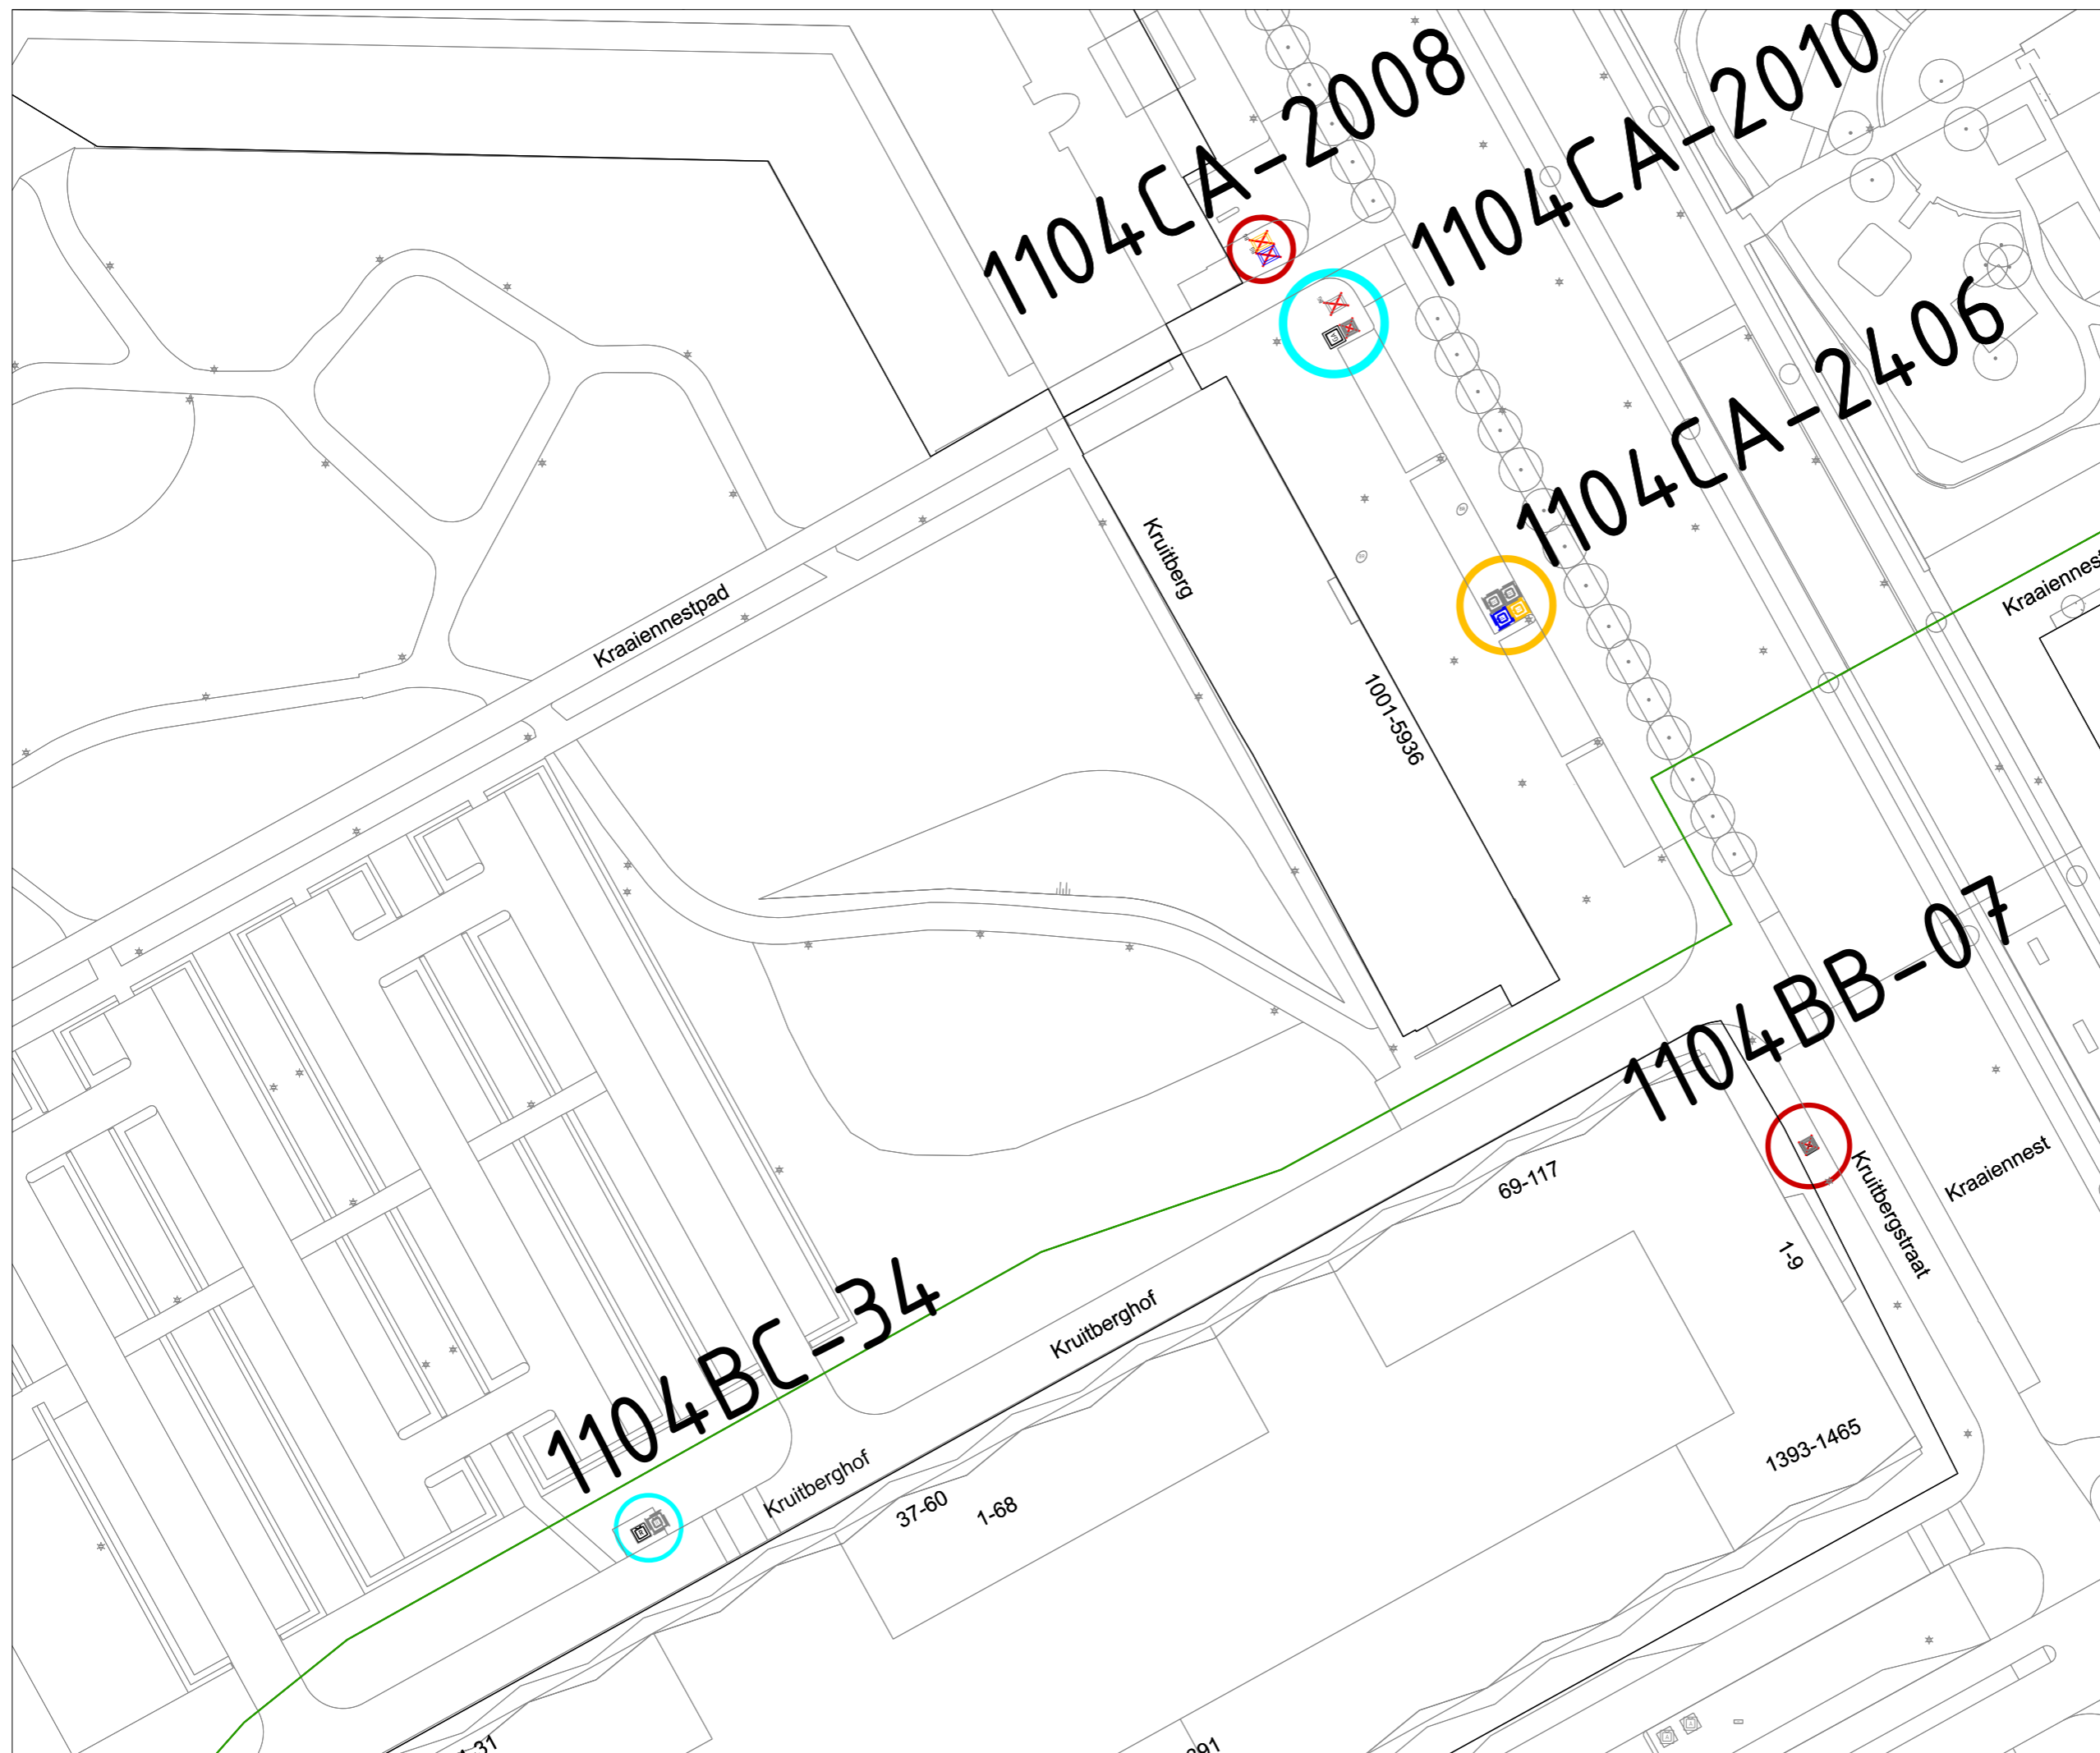 1104CA-2008
1104CA-2010
1104CA-2406
Kruitberg
Kraaiennest
Kraaiennestpad
1001-5936
1104BB-07
69-117
Kraaiennest
Kruitbergstraat
1-9
1104BC-34
Kruitberghof
1393-1465
Kruitberghof
37-60
1-68